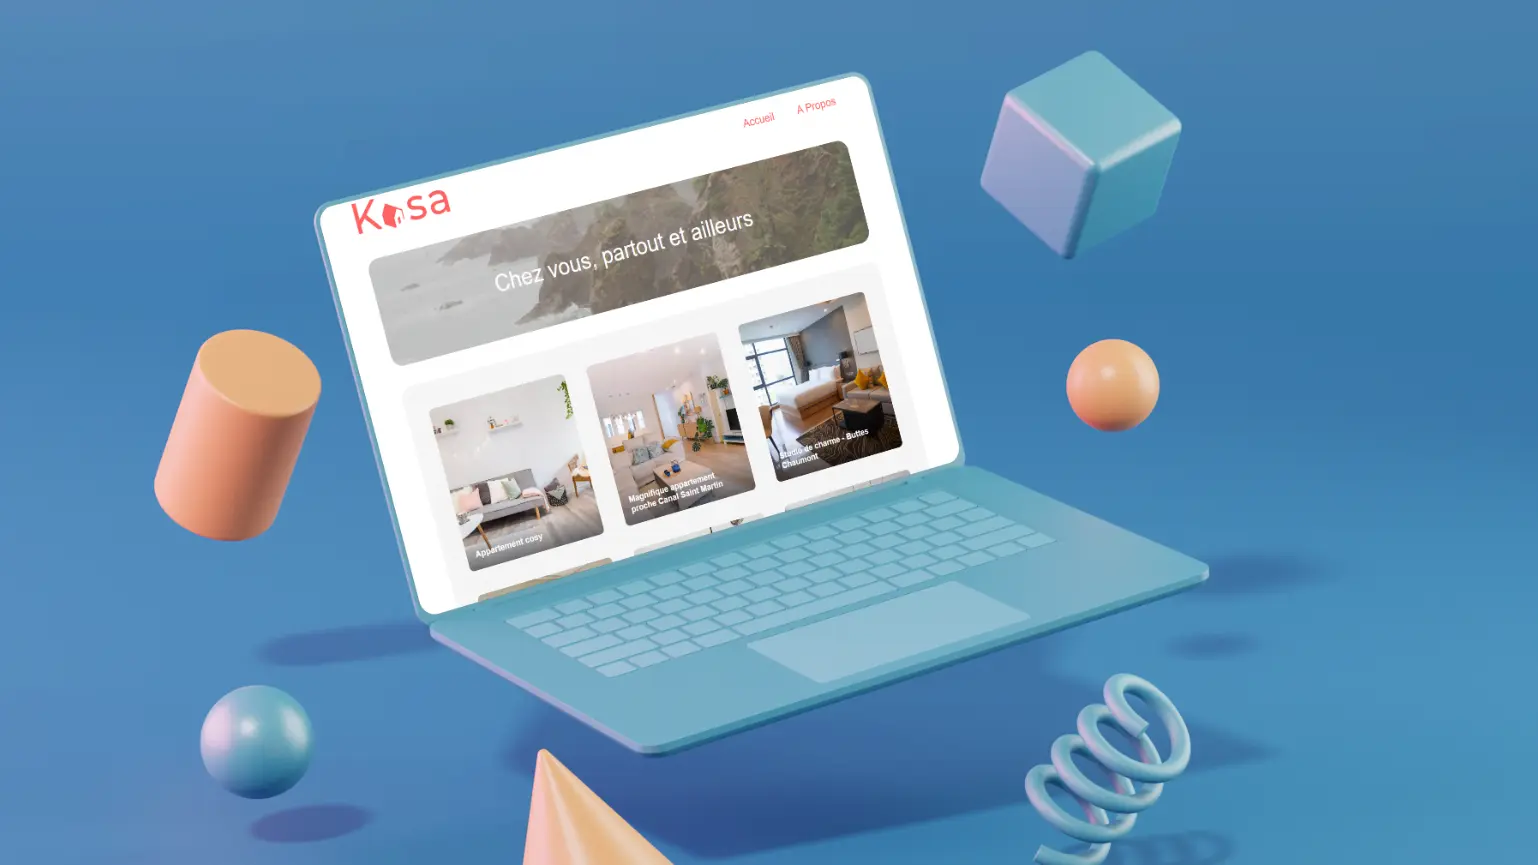 Accueil
A Propos
Kasa
Chez vous, partout et ailleurs
Appartement cosy
Magnifique appartement
proche Canal Saint Martin
Studio de charme - Buttes
Chaumont